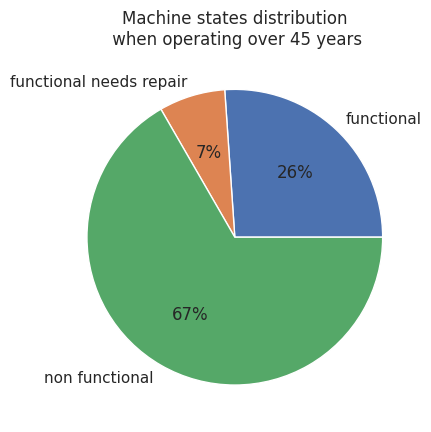 Machine states distribution
when operating over 45 years
functional needs repair
functional
7%
26%
67%
non functional